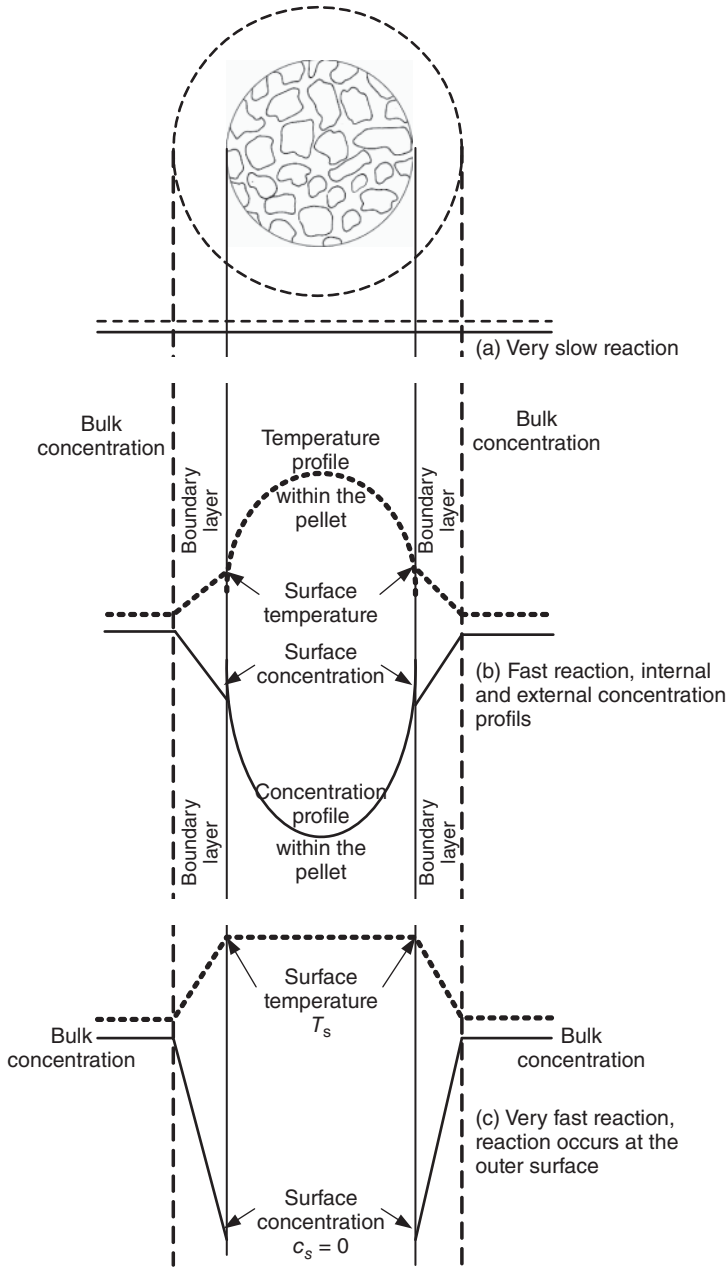 (a) Very slow reaction
Bulk
concentration
Bulk
concentration
Temperature
profile
within the
pellet
Boundary
layer
Boundary
layer
Surface
temperature
Surface
concentration
(b) Fast reaction, internal
and external concentration
profils
Concentration
profile
within the
pellet
Boundary
layer
Boundary
layer
Surface
temperature
Tₛ
Bulk
concentration
Bulk
concentration
(c) Very fast reaction,
reaction occurs at the
outer surface
Surface
concentration
cₛ = 0